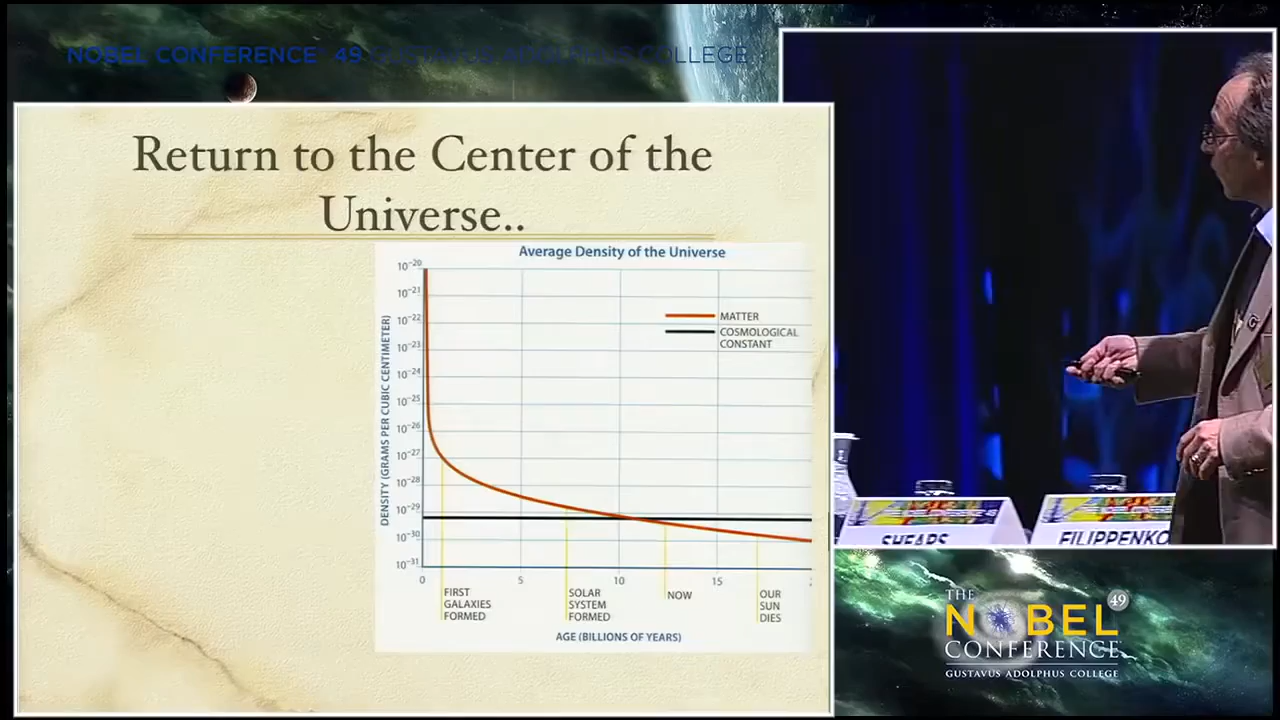 NOBEL CONFERENCE 49 GUSTAVUS ADOLPHUS COLLEGE
Return to the Center of the
Universe..
Average Density of the Universe
DENSITY (GRAMS PER CUBIC CENTIMETER)
10⁻²⁰
10⁻²¹
10⁻²²
10⁻²³
10⁻²⁴
10⁻²⁵
10⁻²⁶
10⁻²⁷
10⁻²⁸
10⁻²⁹
10⁻³⁰
10⁻³¹
MATTER
COSMOLOGICAL
CONSTANT
0 5 10 15
FIRST
GALAXIES
FORMED
SOLAR
SYSTEM
FORMED
NOW
OUR
SUN
DIES
AGE (BILLIONS OF YEARS)
SHEARS
FILIPPENKO
THE
NOBEL 49
CONFERENCE
GUSTAVUS ADOLPHUS COLLEGE